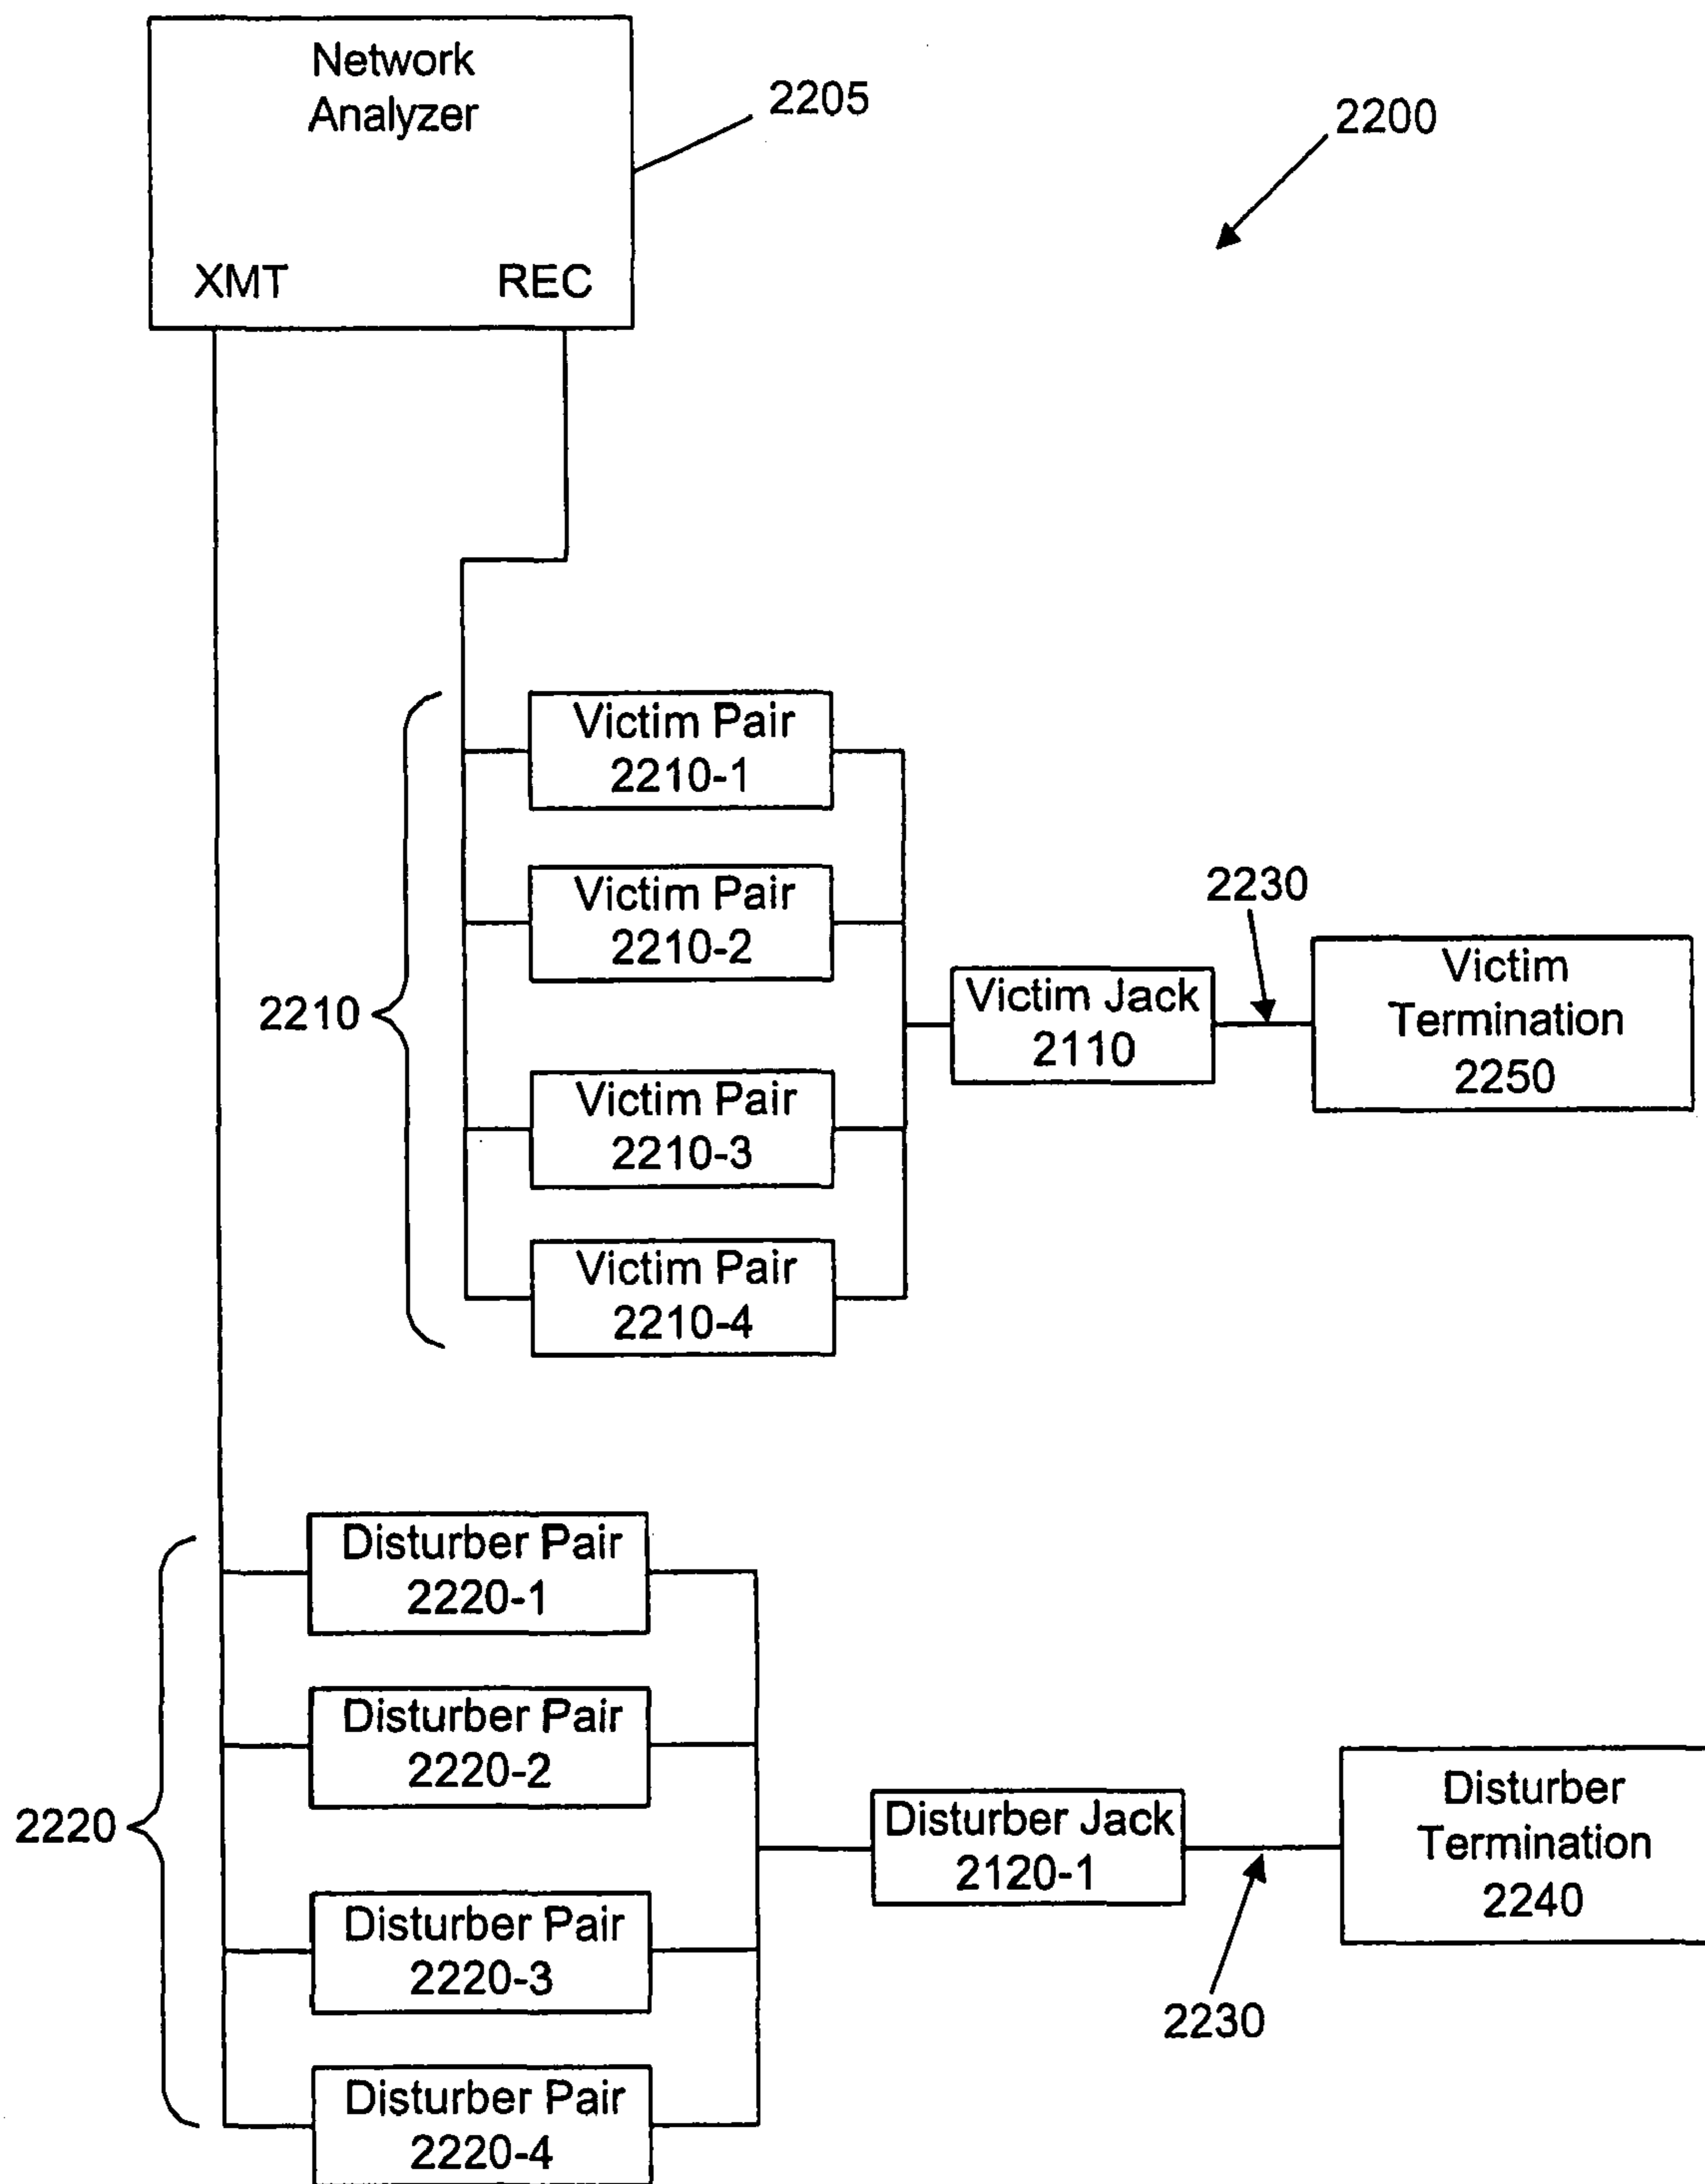 Network
Analyzer
2205
2200
XMT
REC
Victim Pair
2210-1
Victim Pair
2210-2
2230
Victim
Termination
2250
2210
Victim Jack
2110
Victim Pair
2210-3
Victim Pair
2210-4
Disturber Pair
2220-1
Disturber Pair
2220-2
2220
Disturber Jack
2120-1
Disturber
Termination
2240
Disturber Pair
2220-3
2230
Disturber Pair
2220-4